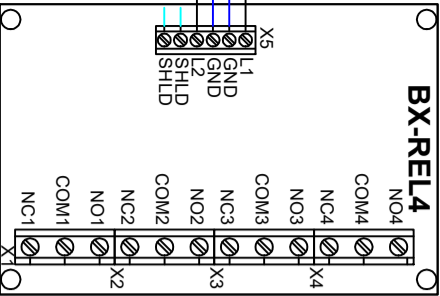 X5
SHLD
SHLD
L2
GND
GND
L1
BX-REL4
NC1
COM1
NO1
NC2
COM2
NO2
NC3
COM3
NO3
NC4
COM4
NO4
X1
X2
X3
X4